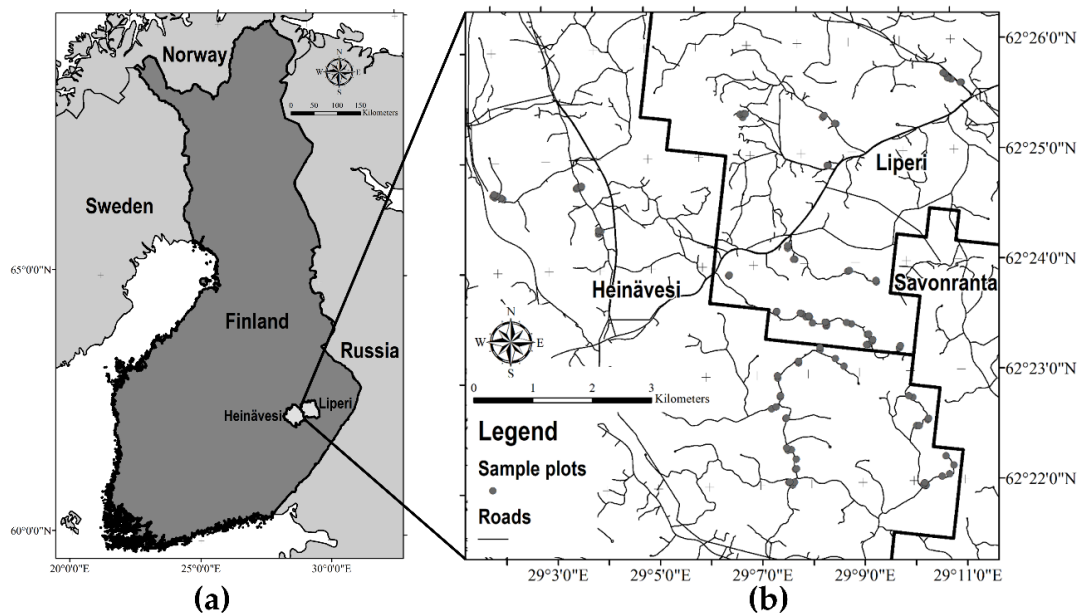 Norway
N
W E
S
0 50 100 150
Kilometers
Sweden
65°0'0"N
Finland
Russia
Heinävesi
Liperi
60°0'0"N
20°0'0"E 25°0'0"E 30°0'0"E
(a)
62°26'0"N
62°25'0"N
Liperi
62°24'0"N
Savonranta
Heinävesi
N
W E
S
62°23'0"N
0 1 2 3
Kilometers
Legend
Sample plots
Roads
62°22'0"N
29°3'0"E 29°5'0"E 29°7'0"E 29°9'0"E 29°11'0"E
(b)